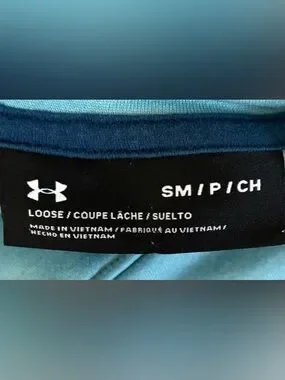 SM / P / CH
LOOSE / COUPE LÂCHE / SUELTO
MADE IN VIETNAM / FABRIQUÉ AU VIETNAM /
HECHO EN VIETNAM